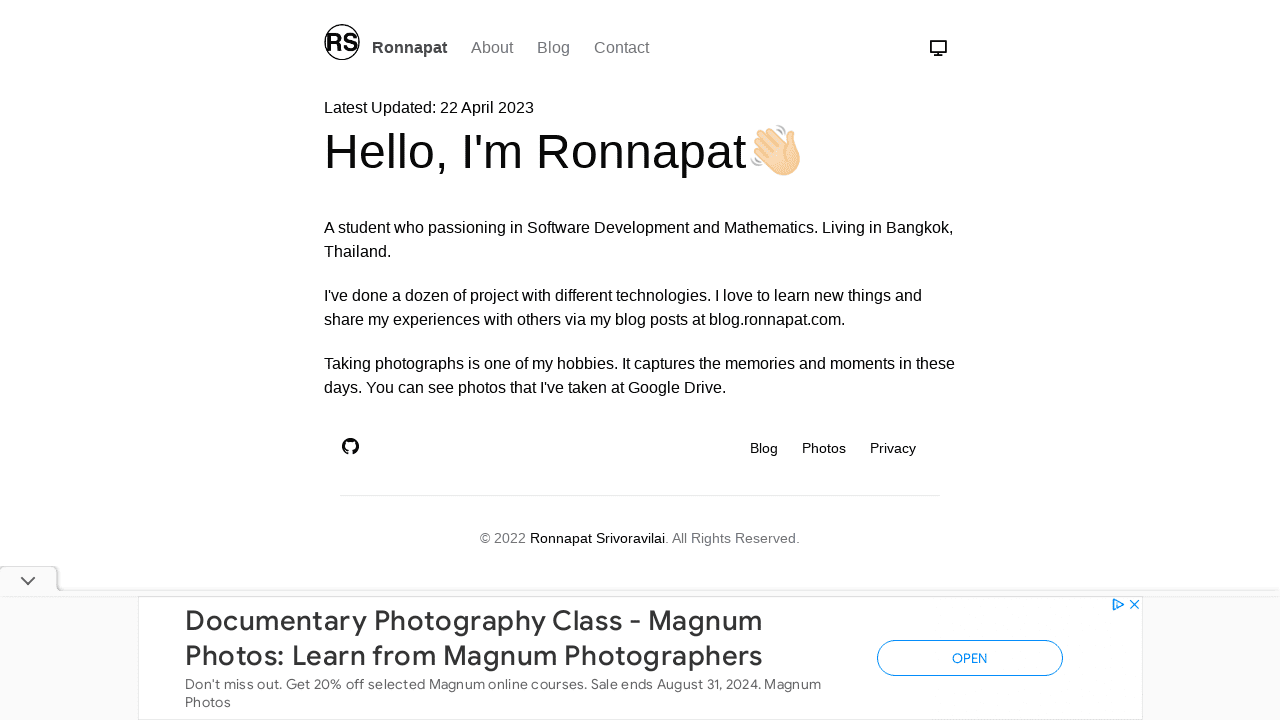 RS
Ronnapat About Blog Contact
Latest Updated: 22 April 2023
Hello, I'm Ronnapat👋🏻
A student who passioning in Software Development and Mathematics. Living in Bangkok,
Thailand.
I've done a dozen of project with different technologies. I love to learn new things and
share my experiences with others via my blog posts at blog.ronnapat.com.
Taking photographs is one of my hobbies. It captures the memories and moments in these
days. You can see photos that I've taken at Google Drive.
Blog Photos Privacy
© 2022 Ronnapat Srivoravilai. All Rights Reserved.
Documentary Photography Class - Magnum
Photos: Learn from Magnum Photographers
Don't miss out. Get 20% off selected Magnum online courses. Sale ends August 31, 2024. Magnum
Photos
OPEN